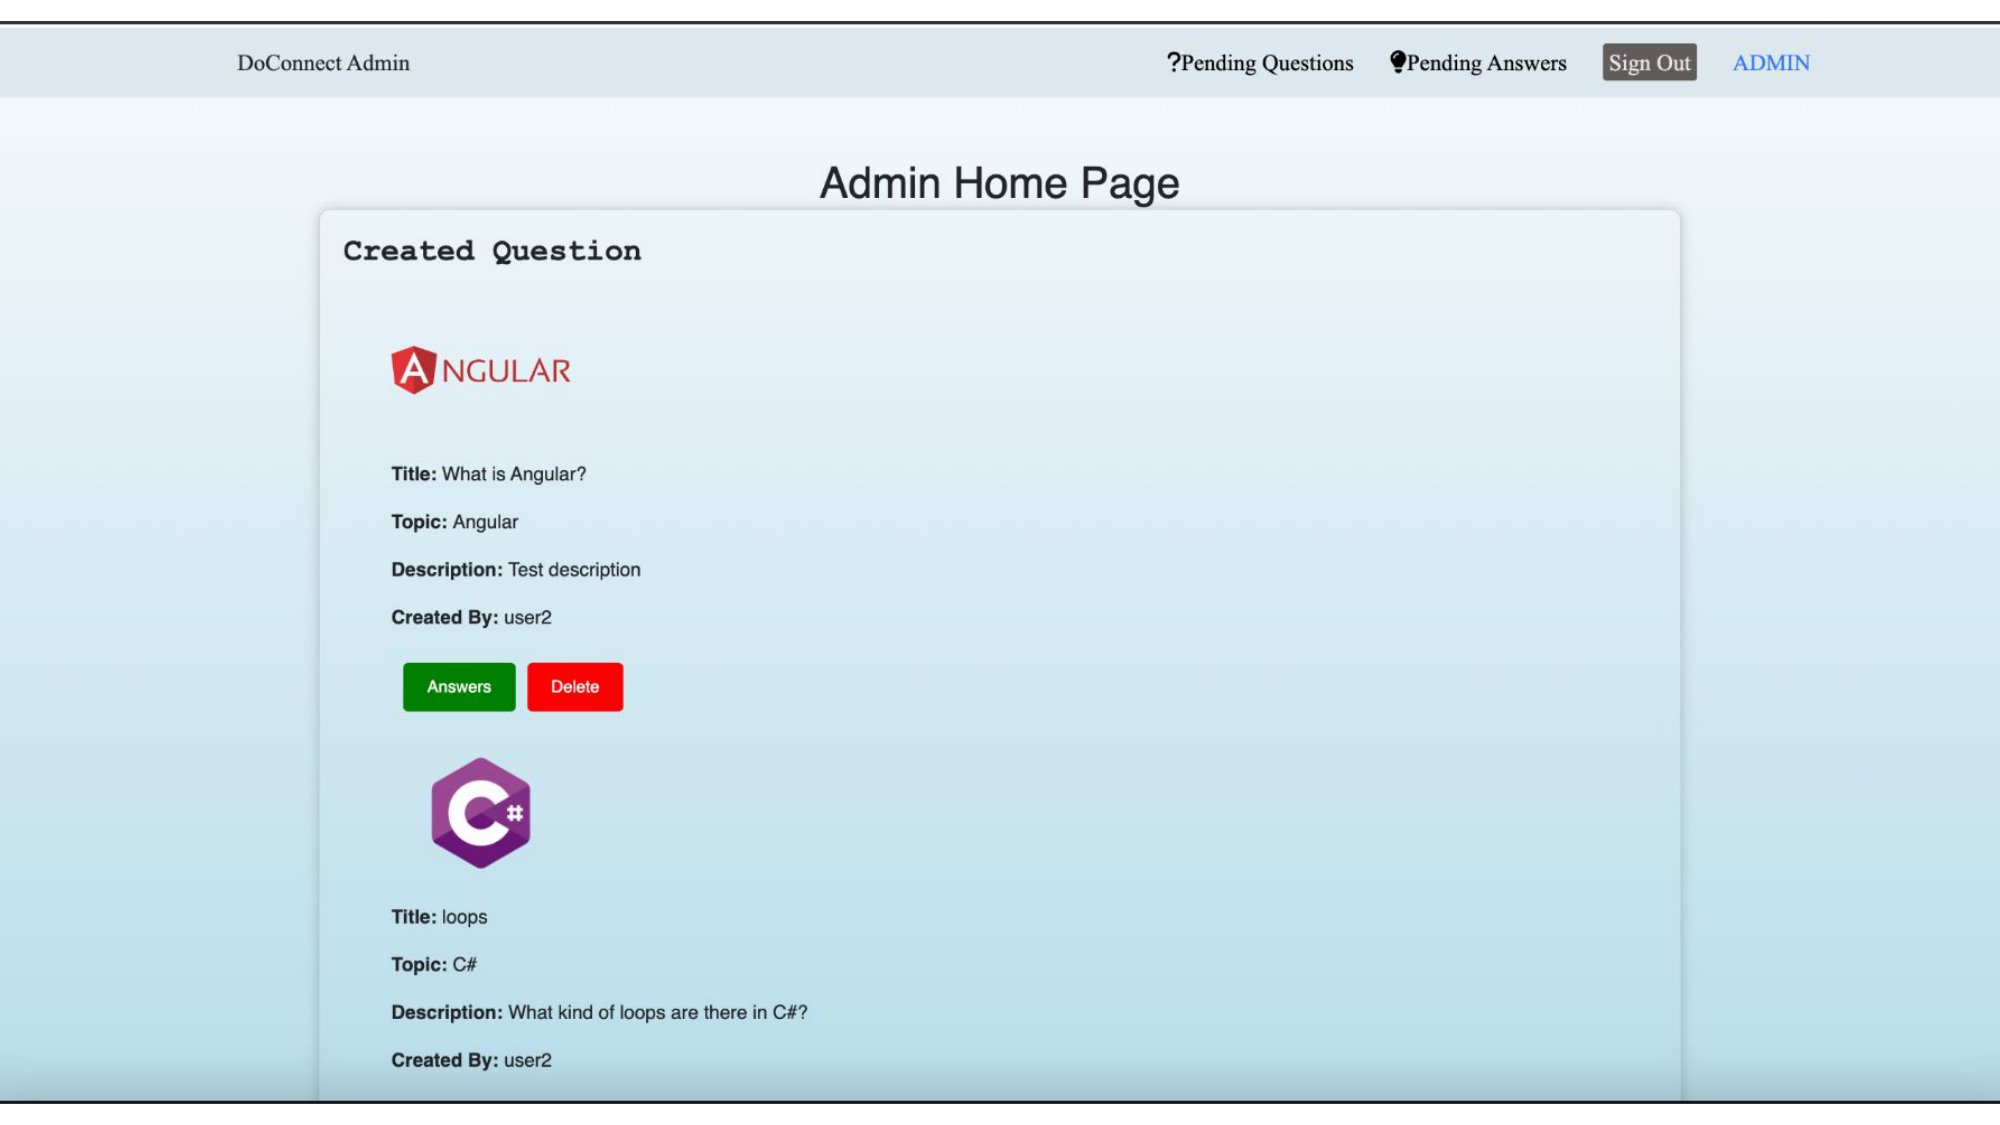 DoConnect Admin
?Pending Questions
Pending Answers
Sign Out
ADMIN
Admin Home Page
Created Question
ANGULAR
Title: What is Angular?
Topic: Angular
Description: Test description
Created By: user2
Answers
Delete
C#
Title: loops
Topic: C#
Description: What kind of loops are there in C#?
Created By: user2